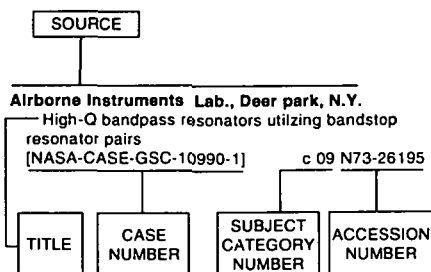 SOURCE
Airborne Instruments Lab., Deer park, N.Y.
High-Q bandpass resonators utilzing bandstop
resonator pairs
[NASA-CASE-GSC-10990-1] c 09 N73-26195
TITLE
CASE
NUMBER
SUBJECT
CATEGORY
NUMBER
ACCESSION
NUMBER